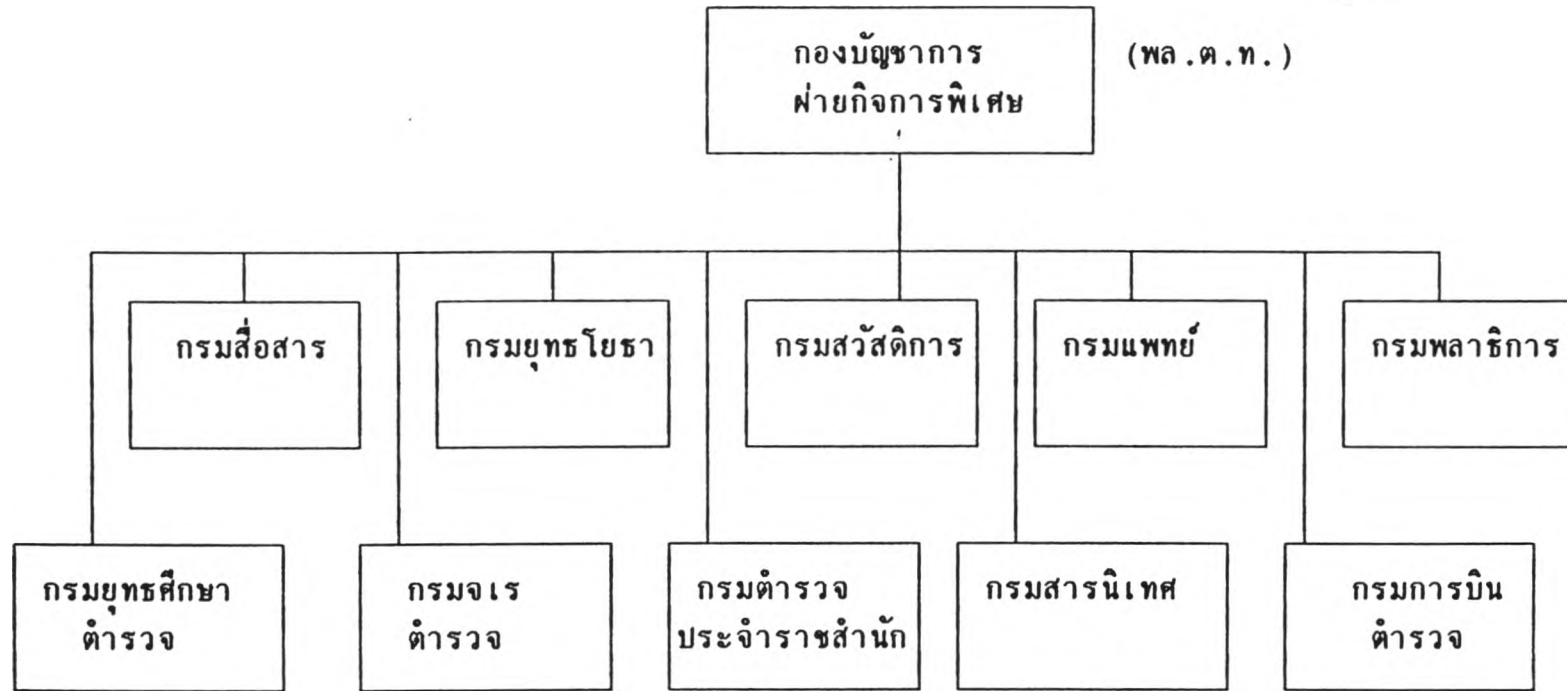 กองบัญชาการ (พล.ต.ท.)
ฝ่ายกิจการพิเศษ
กรมสื่อสาร
กรมยุทธโยธา
กรมสวัสดิการ
กรมแพทย์
กรมพลาธิการ
กรมยุทธศึกษา
ตำรวจ
กรมจเร
ตำรวจ
กรมตำรวจ
ประจำราชสำนัก
กรมสารนิเทศ
กรมการบิน
ตำรวจ